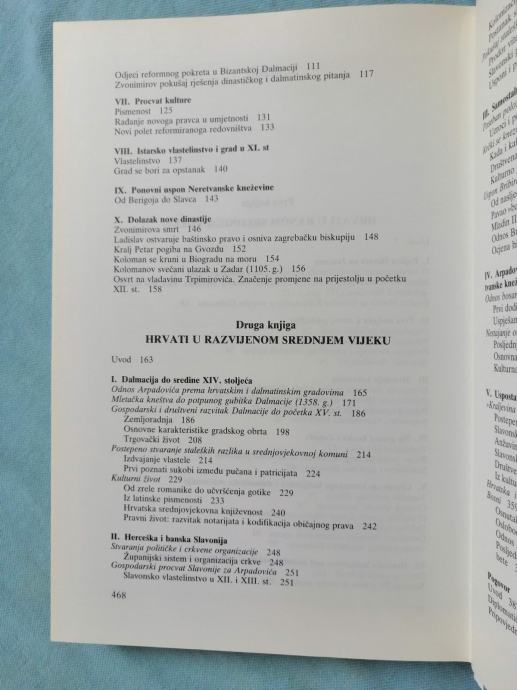 Odjeci reformnog pokreta u Bizantskoj Dalmaciji 111
Zvonimirov pokušaj rješenja dinastičkog i dalmatinskog pitanja 117
VII. Procvat kulture
Pismenost 125
Rađanje novoga pravca u umjetnosti 131
Novi polet reformiranoga redovništva 133
VIII. Istarsko vlastelinstvo i grad u XI. st
Vlastelinstvo 137
Grad se bori za opstanak 140
IX. Ponovni uspon Neretvanske kneževine
Od Berigoja do Slavca 143
X. Dolazak nove dinastije
Zvonimirova smrt 146
Ladislav ostvaruje baštinsko pravo i osniva zagrebačku biskupiju 148
Kralj Petar pogiba na Gvozdu 152
Koloman se kruni u Biogradu na moru 154
Kolomanov svečani ulazak u Zadar (1105. g.) 156
Osvrt na vladavinu Trpimirovića. Značenje promjene na prijestolju u početku
XII. st. 158
Druga knjiga
HRVATI U RAZVIJENOM SREDNJEM VIJEKU
Uvod 163
I. Dalmacija do sredine XIV. stoljeća
Odnos Arpadovića prema hrvatskim i dalmatinskim gradovima 165
Mletačka kneštva do potpunog gubitka Dalmacije (1358. g.) 171
Gospodarski i društveni razvitak Dalmacije do početka XV. st. 186
Zemljoradnja 186
Osnovne karakteristike gradskog obrta 198
Trgovački život 208
Postepeno stvaranje staleških razlika u srednjovjekovnoj komuni 214
Izdvajanje vlastele 214
Prvi poznati sukobi između pučana i patricijata 224
Kulturni život 229
Od zrele romanike do učvršćenja gotike 229
Iz latinske pismenosti 233
Hrvatska srednjovjekovna književnost 240
Pravni život: razvitak notarijata i kodifikacija običajnog prava 242
II. Herceška i banska Slavonija
Stvaranja političke i crkvene organizacije 248
Županijski sistem i organizacija crkve 248
Gospodarski procvat Slavonije za Arpadovića 251
Slavonsko vlastelinstvo u XII. i XIII. st. 251
468
III. Samostal
IV. Arpadov
V. Uspostav
Pogovor
Uvod